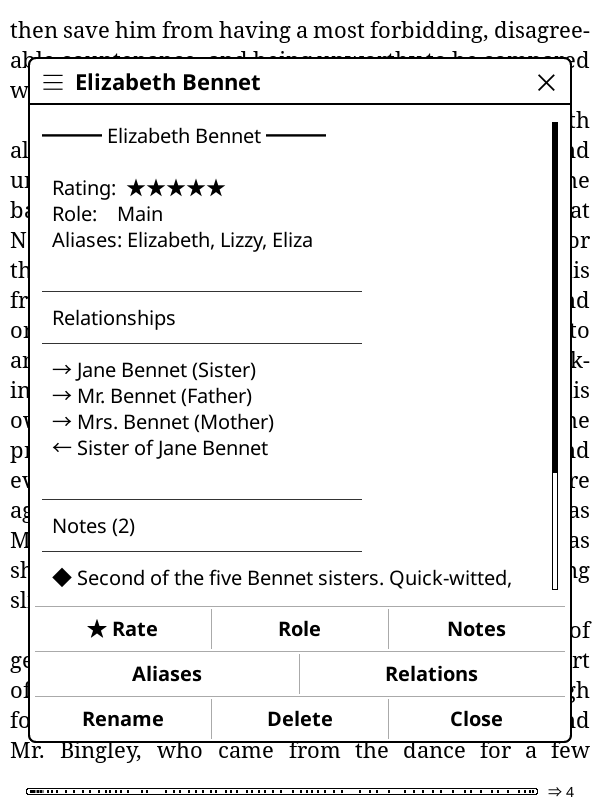 then save him from having a most forbidding, disagree-
Elizabeth Bennet
Elizabeth Bennet
Rating: ★★★★★
Role: Main
Aliases: Elizabeth, Lizzy, Eliza
Relationships
→ Jane Bennet (Sister)
→ Mr. Bennet (Father)
→ Mrs. Bennet (Mother)
← Sister of Jane Bennet
Notes (2)
◆ Second of the five Bennet sisters. Quick-witted,
★ Rate Role Notes
Aliases Relations
Rename Delete Close
Mr. Bingley, who came from the dance for a few
⇒ 4